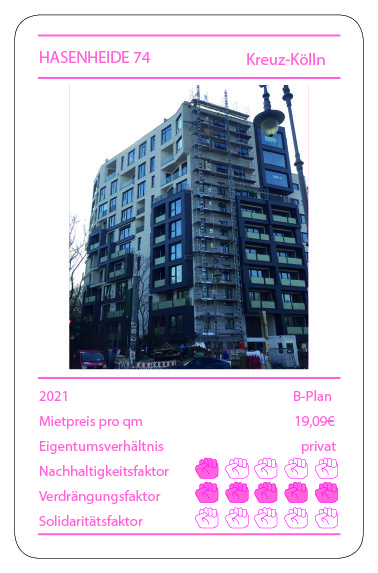 HASENHEIDE 74 Kreuz-Kölln
2021 B-Plan
Mietpreis pro qm 19,09€
Eigentumsverhältnis privat
Nachhaltigkeitsfaktor
Verdrängungsfaktor
Solidaritätsfaktor